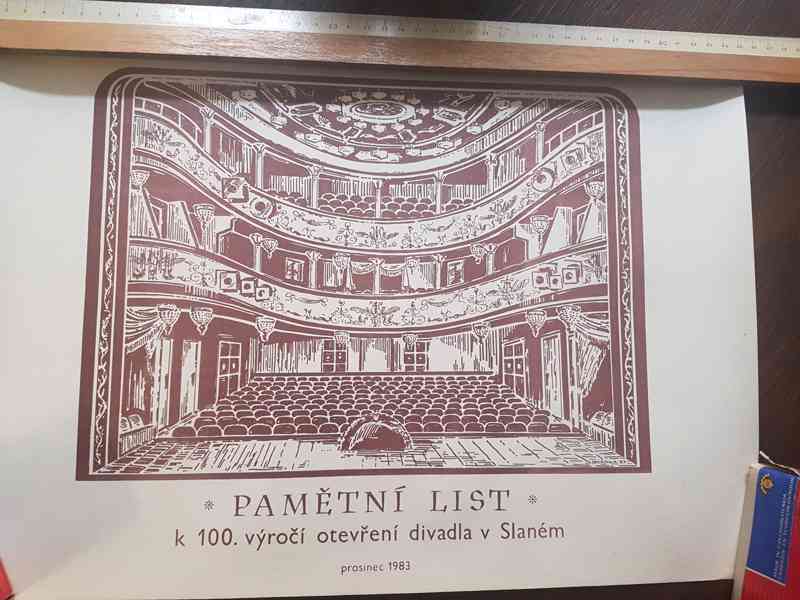 * PAMĚTNÍ LIST *
k 100. výročí otevření divadla v Slaném
prosinec 1983